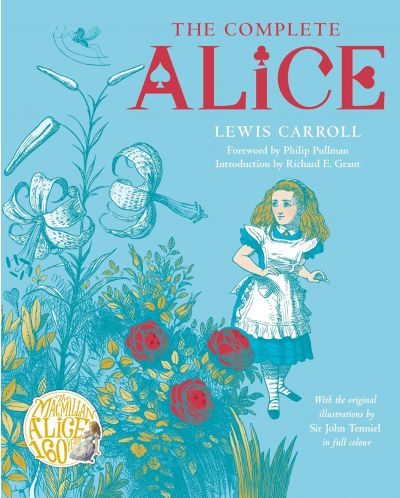 THE COMPLETE
ALICE
LEWIS CARROLL
Foreword by Philip Pullman
Introduction by Richard E. Grant
With the original
illustrations by
Sir John Tenniel
in full colour
The
MACMILLAN
ALICE
160TH